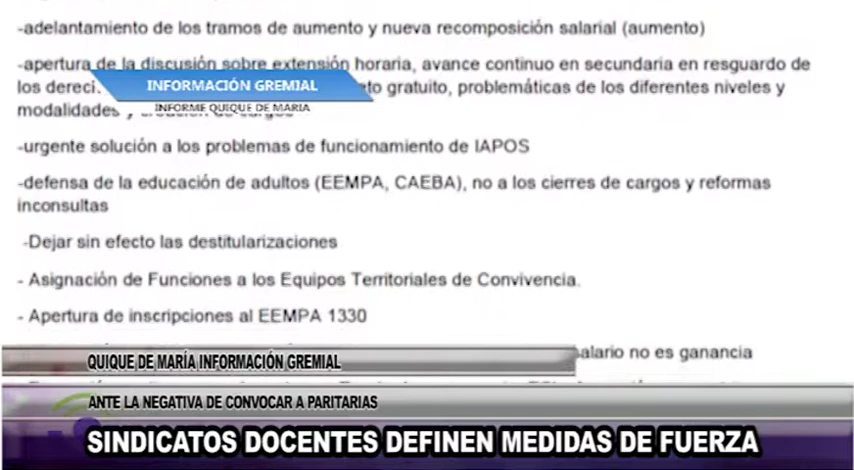 -adelantamiento de los tramos de aumento y nueva recomposición salarial (aumento)
-apertura de la discusión sobre extensión horaria, avance continuo en secundaria en resguardo de
los gratuito, problemáticas de los diferentes niveles y
INFORMACIÓN GREMIAL
INFORME QUIQUE DE MARIA
modalidades y creación de cargos
-urgente solución a los problemas de funcionamiento de IAPOS
-defensa de la educación de adultos (EEMPA, CAEBA), no a los cierres de cargos y reformas
inconsultas
-Dejar sin efecto las destitularizaciones
- Asignación de Funciones a los Equipos Territoriales de Convivencia.
- Apertura de inscripciones al EEMPA 1330
salario no es ganancia
QUIQUE DE MARÍA INFORMACIÓN GREMIAL
ANTE LA NEGATIVA DE CONVOCAR A PARITARIAS
SINDICATOS DOCENTES DEFINEN MEDIDAS DE FUERZA